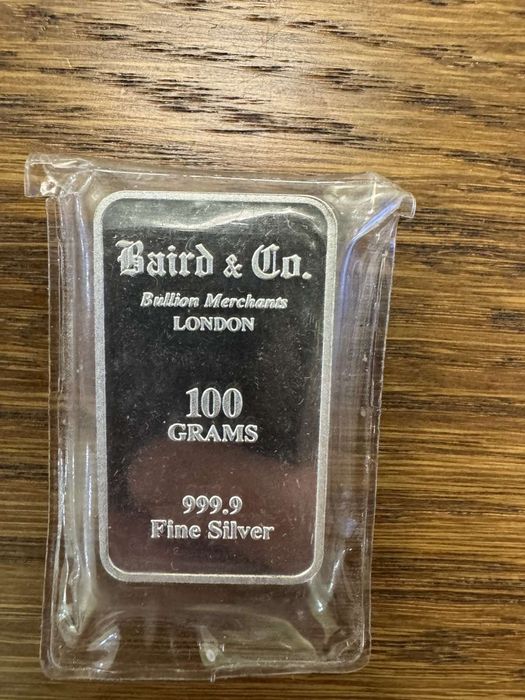 Baird & Co.
Bullion Merchants
LONDON
100
GRAMS
999.9
Fine Silver